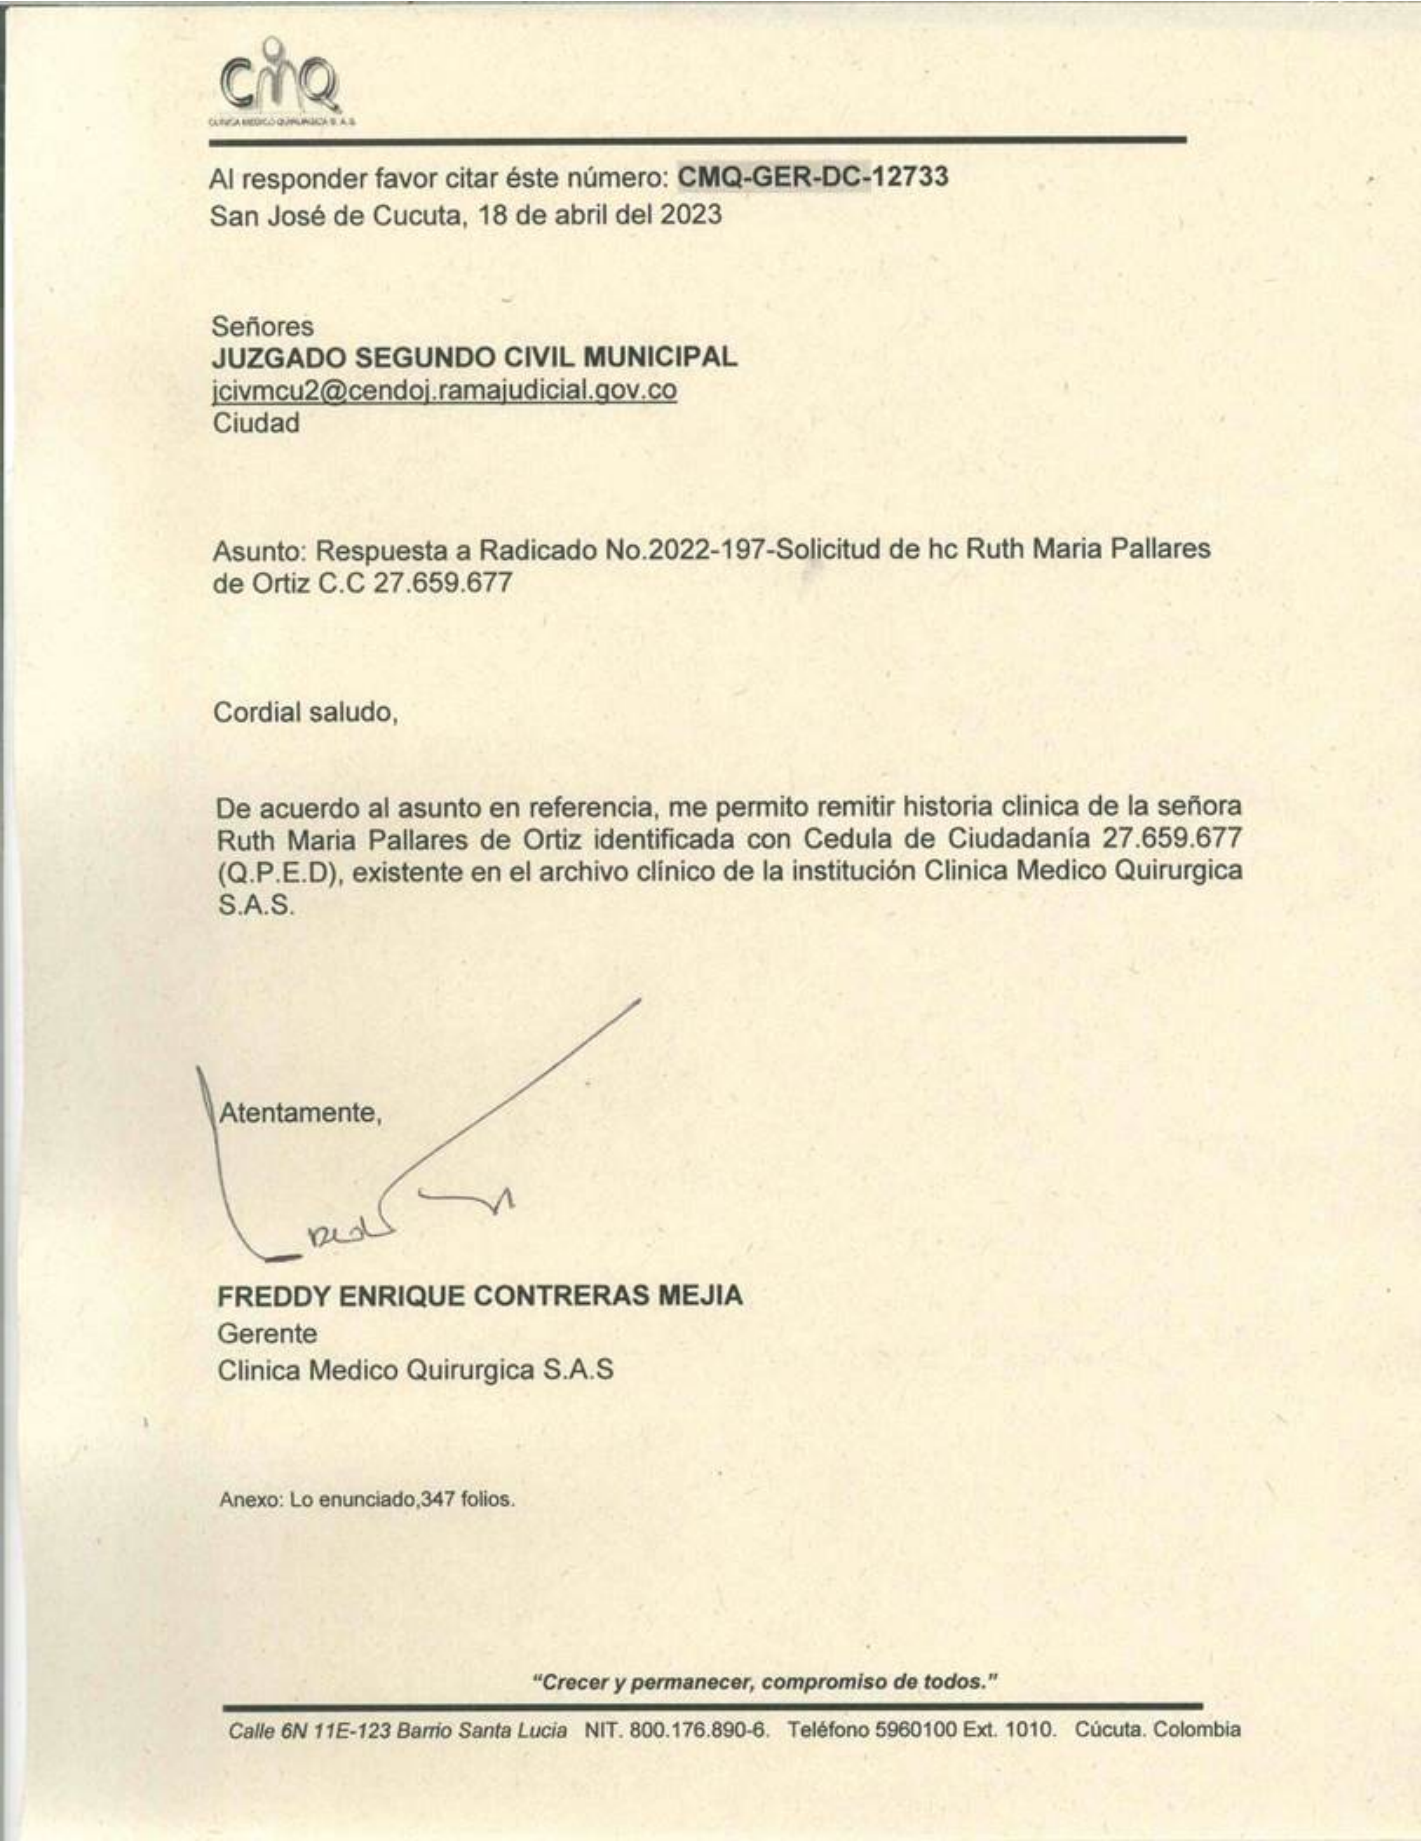 CMQ
CLINICA MEDICO QUIRURGICA S. A.S.
Al responder favor citar éste número: CMQ-GER-DC-12733
San José de Cucuta, 18 de abril del 2023
Señores
JUZGADO SEGUNDO CIVIL MUNICIPAL
jcivmcu2@cendoj.ramajudicial.gov.co
Ciudad
Asunto: Respuesta a Radicado No.2022-197-Solicitud de hc Ruth Maria Pallares
de Ortiz C.C 27.659.677
Cordial saludo,
De acuerdo al asunto en referencia, me permito remitir historia clinica de la señora
Ruth Maria Pallares de Ortiz identificada con Cedula de Ciudadanía 27.659.677
(Q.P.E.D), existente en el archivo clínico de la institución Clinica Medico Quirurgica
S.A.S.
Atentamente,
FREDDY ENRIQUE CONTRERAS MEJIA
Gerente
Clinica Medico Quirurgica S.A.S
Anexo: Lo enunciado,347 folios.
“Crecer y permanecer, compromiso de todos.”
Calle 6N 11E-123 Barrio Santa Lucia NIT. 800.176.890-6. Teléfono 5960100 Ext. 1010. Cúcuta. Colombia